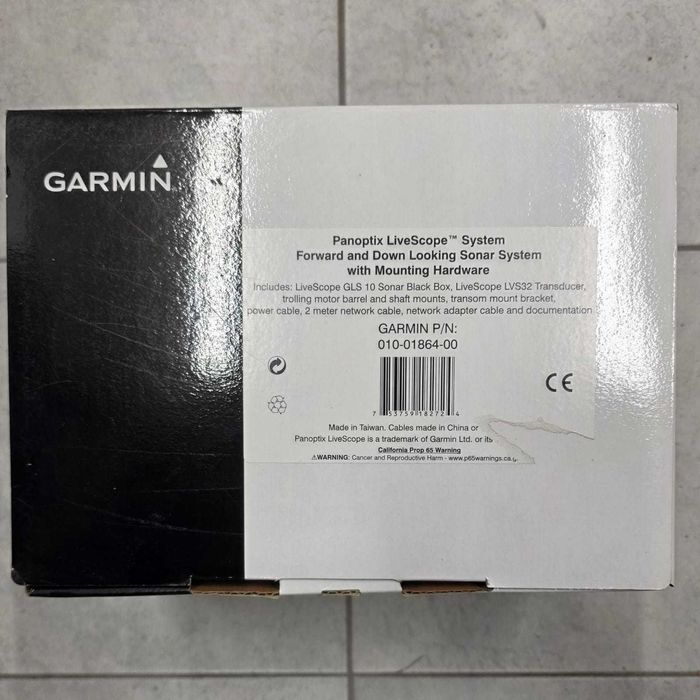 GARMIN
Panoptix LiveScope™ System
Forward and Down Looking Sonar System
with Mounting Hardware
Includes: LiveScope GLS 10 Sonar Black Box, LiveScope LVS32 Transducer,
trolling motor barrel and shaft mounts, transom mount bracket,
power cable, 2 meter network cable, network adapter cable and documentation
GARMIN P/N:
010-01864-00
CE
7 53759 18272 4
Made in Taiwan. Cables made in China or
Panoptix LiveScope is a trademark of Garmin Ltd. or its
California Prop 65 Warning
⚠WARNING: Cancer and Reproductive Harm - www.p65warnings.ca.g